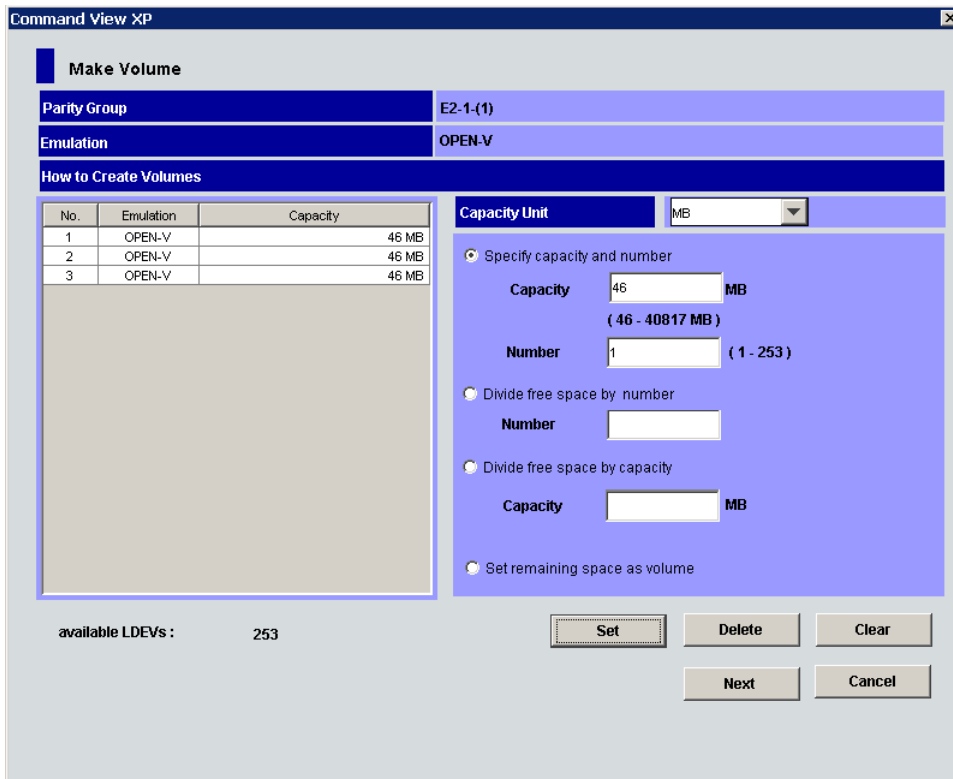 Command View XP
Make Volume
Parity Group E2-1-(1)
Emulation OPEN-V
How to Create Volumes
No. Emulation Capacity
1 OPEN-V 46 MB
2 OPEN-V 46 MB
3 OPEN-V 46 MB
Capacity Unit MB
Specify capacity and number
Capacity 46 MB
( 46 - 40817 MB )
Number 1 ( 1 - 253 )
Divide free space by number
Number
Divide free space by capacity
Capacity MB
Set remaining space as volume
available LDEVs : 253
Set Delete Clear
Next Cancel